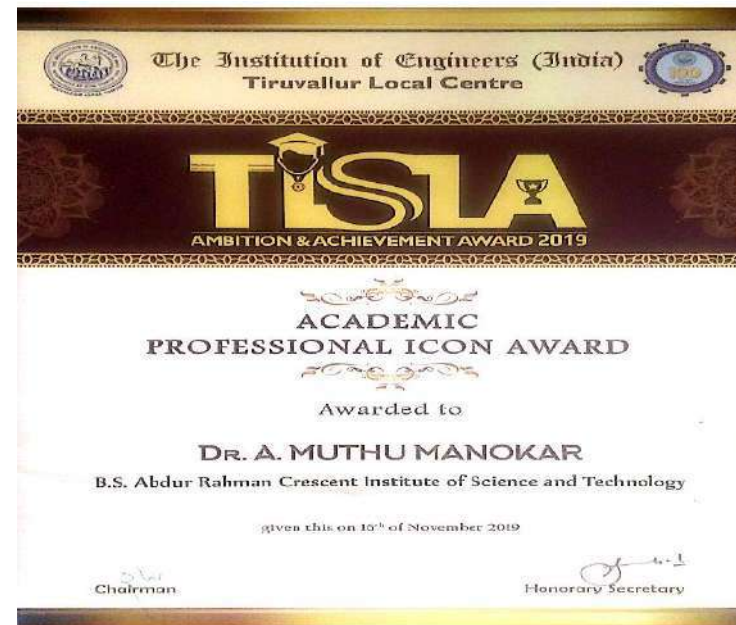 The Institution of Engineers (India)
Tiruvallur Local Centre
TLSLA
AMBITION & ACHIEVEMENT AWARD 2019
ACADEMIC
PROFESSIONAL ICON AWARD
Awarded to
DR. A. MUTHU MANOKAR
B.S. Abdur Rahman Crescent Institute of Science and Technology
given this on of November 2019
Chairman
Honorary Secretary